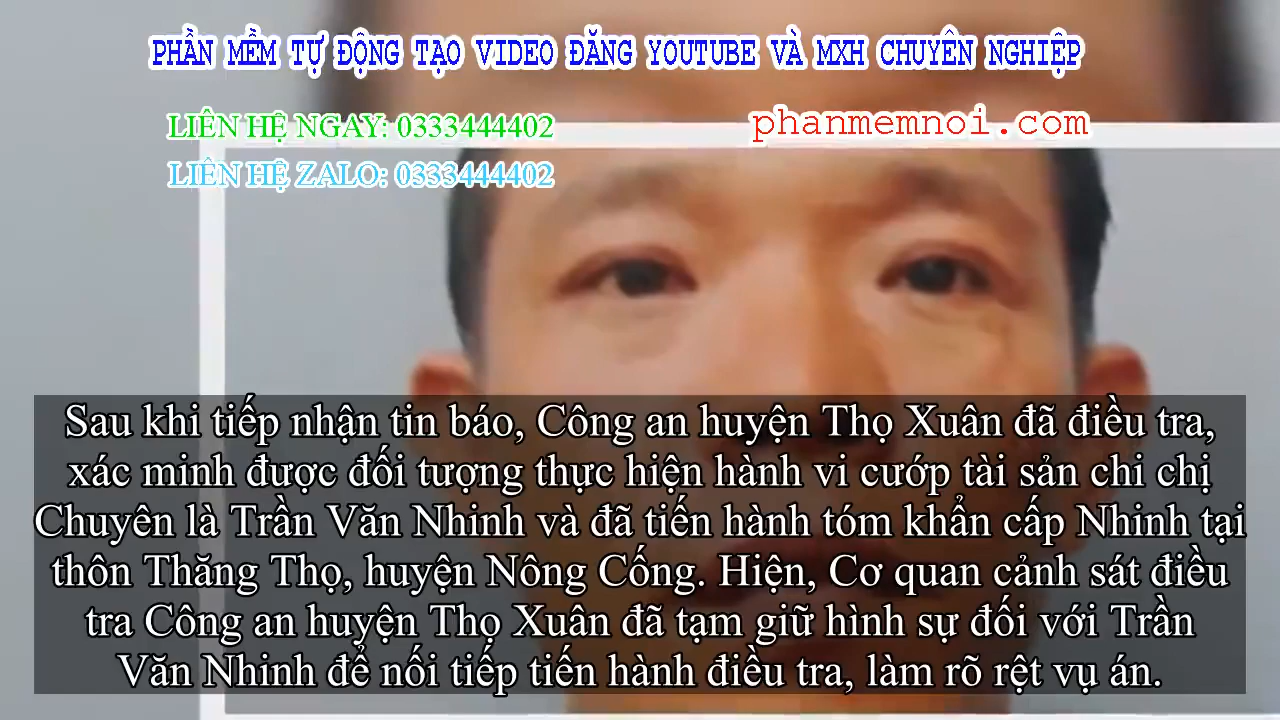 PHẦN MỀM TỰ ĐỘNG TẠO VIDEO ĐĂNG YOUTUBE VÀ MXH CHUYÊN NGHIỆP
LIÊN HỆ NGAY: 0333444402
phanmemnoi.com
LIÊN HỆ ZALO: 0333444402
Sau khi tiếp nhận tin báo, Công an huyện Thọ Xuân đã điều tra,
xác minh được đối tượng thực hiện hành vi cướp tài sản chi chị
Chuyên là Trần Văn Nhinh và đã tiến hành tóm khẩn cấp Nhinh tại
thôn Thăng Thọ, huyện Nông Cống. Hiện, Cơ quan cảnh sát điều
tra Công an huyện Thọ Xuân đã tạm giữ hình sự đối với Trần
Văn Nhinh để nối tiếp tiến hành điều tra, làm rõ rệt vụ án.